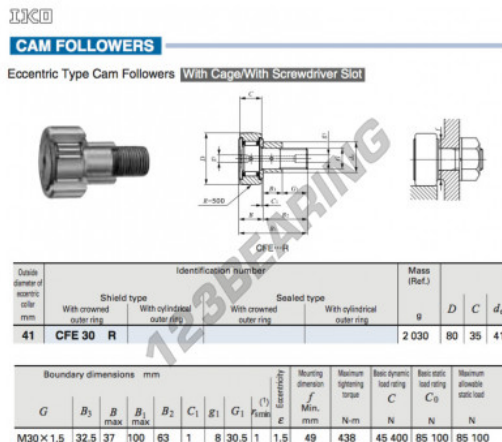 IKO
CAM FOLLOWERS
Eccentric Type Cam Followers With Cage/With Screwdriver Slot
C
D
R=500
B
CFE···R
123BEARING
Outside diameter of eccentric collar mm
Identification number
Mass (Ref.) g
Shield type
Sealed type
With crowned outer ring
With cylindrical outer ring
With crowned outer ring
With cylindrical outer ring
D C
41 CFE 30 R 2 030 80 35 41
Boundary dimensions mm
Eccentricity
Mounting dimension f Min. mm
Maximum tightening torque N·m
Basic dynamic load rating C N
Basic static load rating C₀ N
Maximum allowable static load N
G B₃ B max B₁ max B₂ C₁ g₁ G₁ (¹) rₛ min ε
M30×1.5 32.5 37 100 63 1 8 30.5 1 1.5 49 438 45 400 85 100 85 100